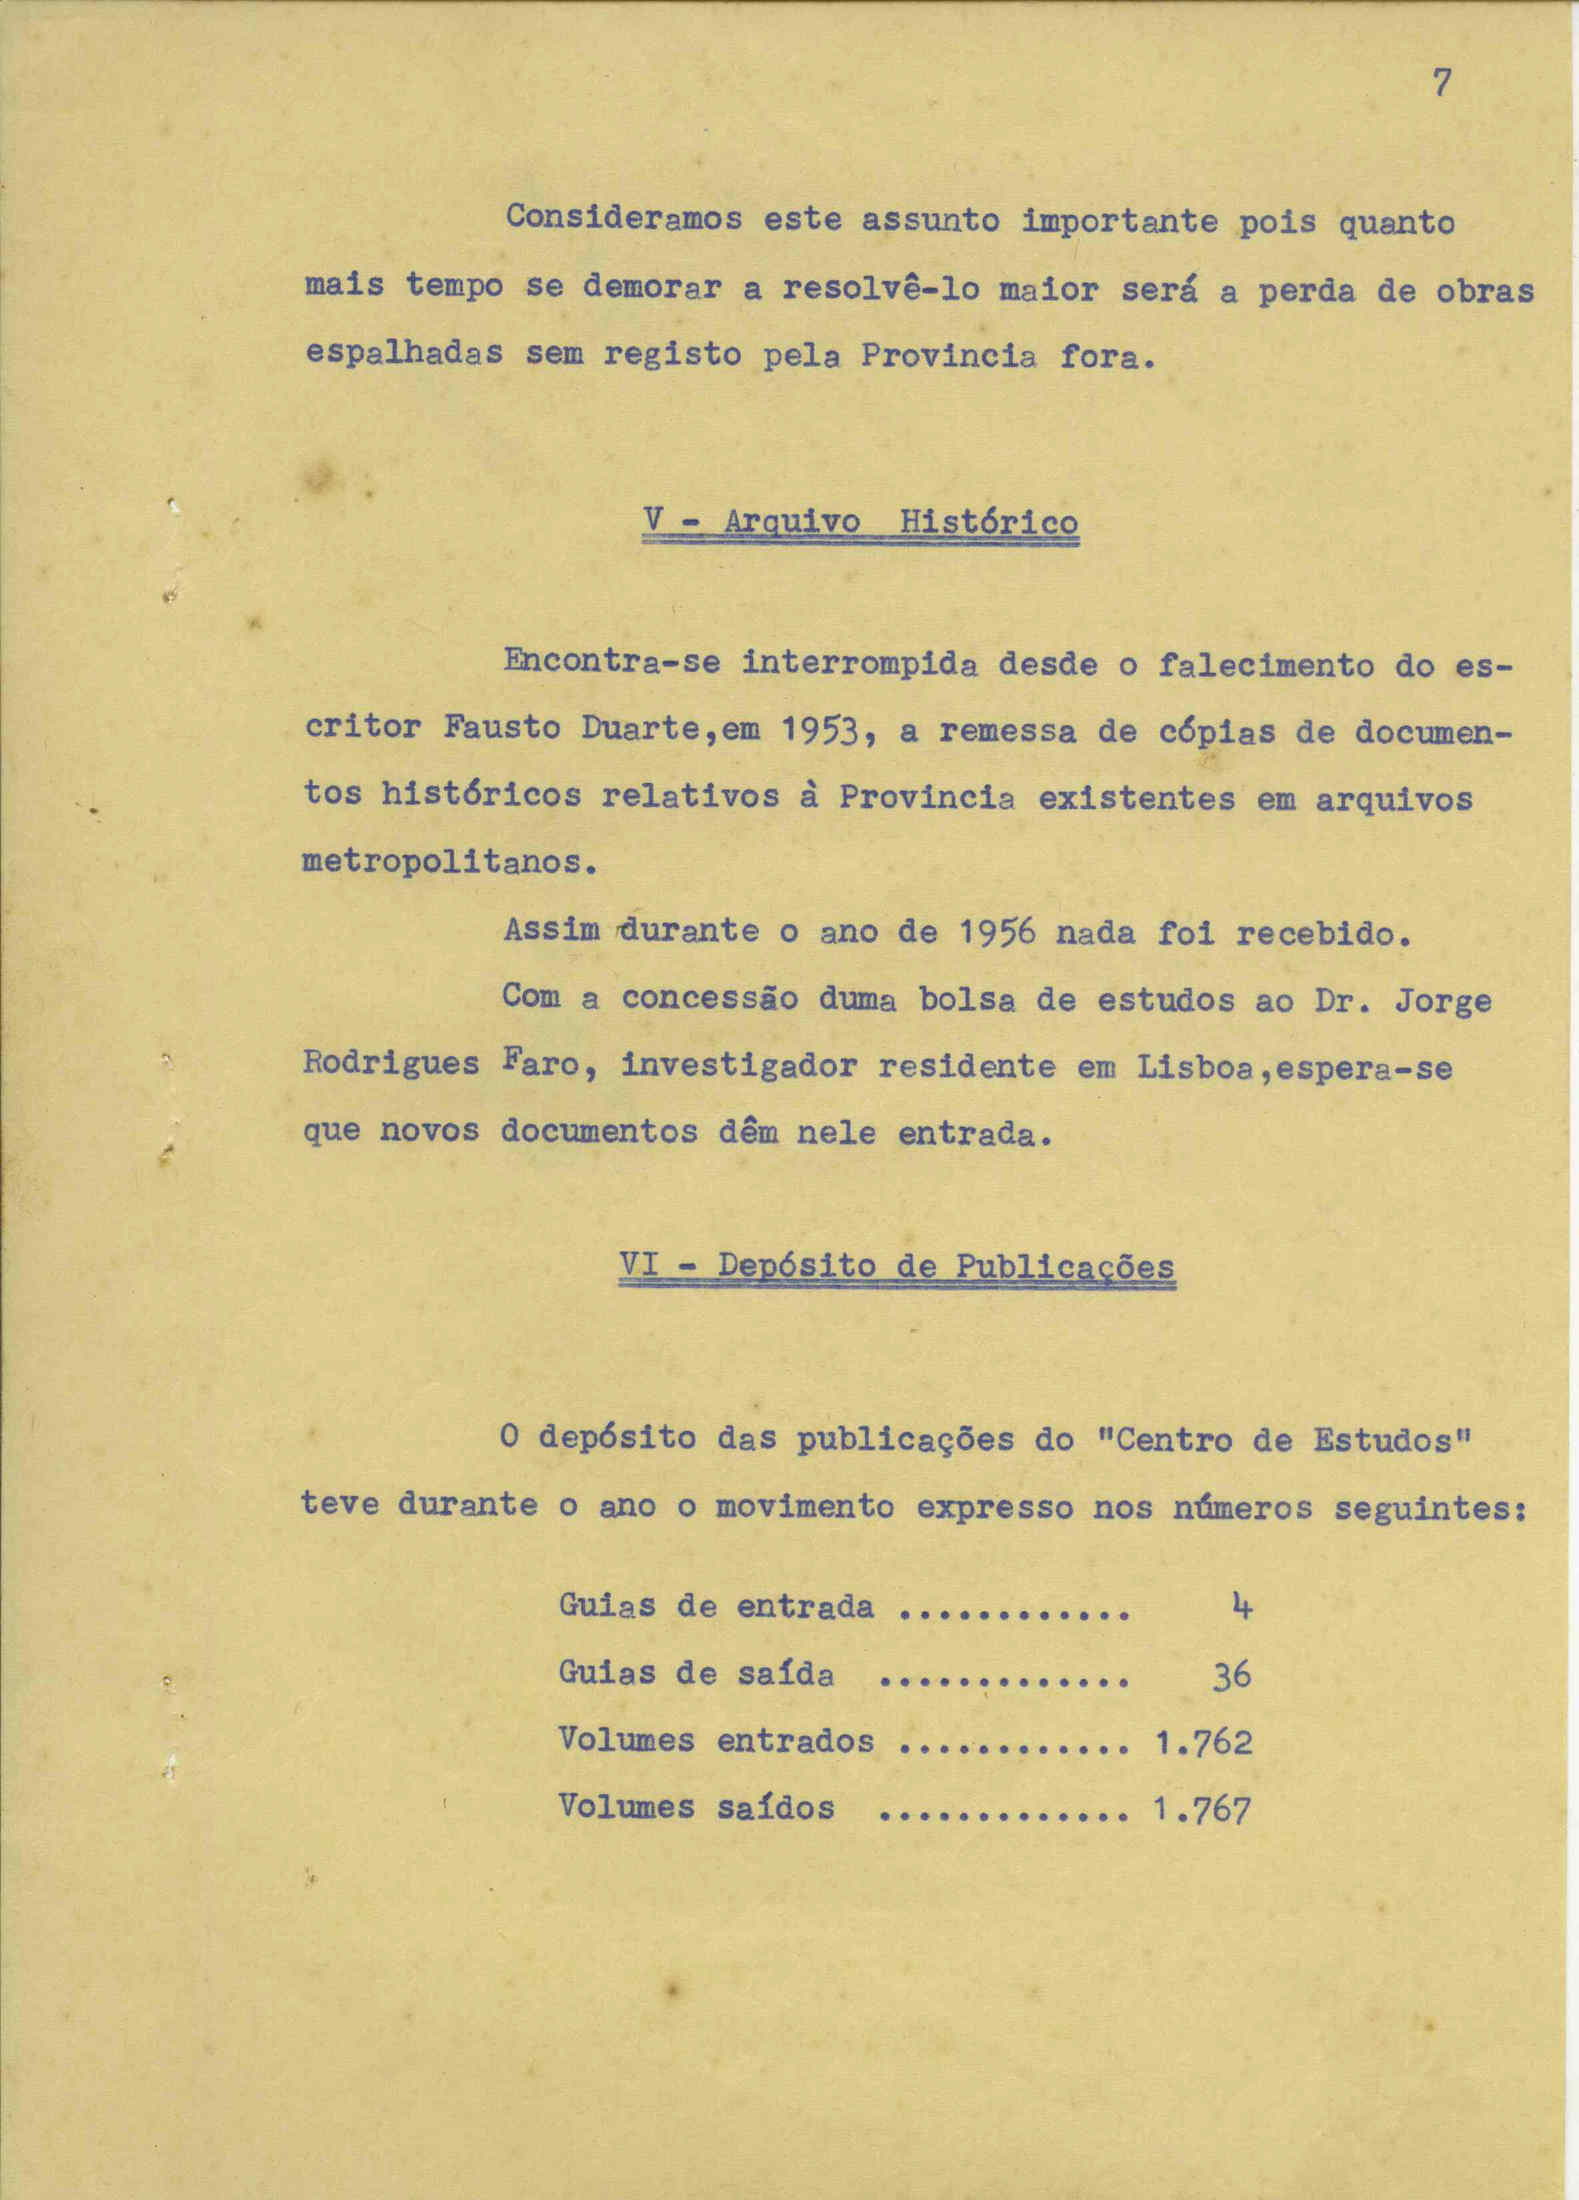 7
Consideramos este assunto importante pois quanto
mais tempo se demorar a resolvê-lo maior será a perda de obras
espalhadas sem registo pela Provincia fora.
V - Arquivo Histórico
Encontra-se interrompida desde o falecimento do es-
critor Fausto Duarte,em 1953, a remessa de cópias de documen-
tos históricos relativos à Provincia existentes em arquivos
metropolitanos.
Assim durante o ano de 1956 nada foi recebido.
Com a concessão duma bolsa de estudos ao Dr. Jorge
Rodrigues Faro, investigador residente em Lisboa,espera-se
que novos documentos dêm nele entrada.
VI - Depósito de Publicações
O depósito das publicações do "Centro de Estudos"
teve durante o ano o movimento expresso nos números seguintes:
Guias de entrada ............ 4
Guias de saída ............. 36
Volumes entrados ............ 1.762
Volumes saídos ............. 1.767